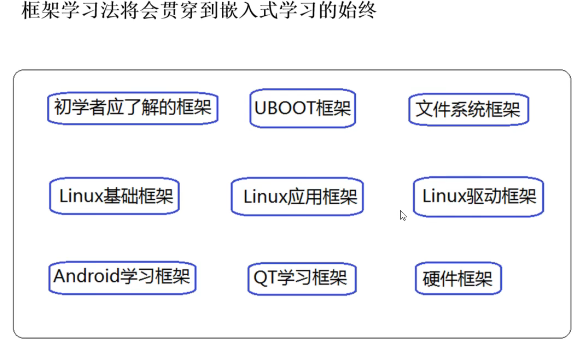 框架学习法将会贯穿到嵌入式学习的始终
初学者应了解的框架 UBOOT框架 文件系统框架
Linux基础框架 Linux应用框架 Linux驱动框架
Android学习框架 QT学习框架 硬件框架